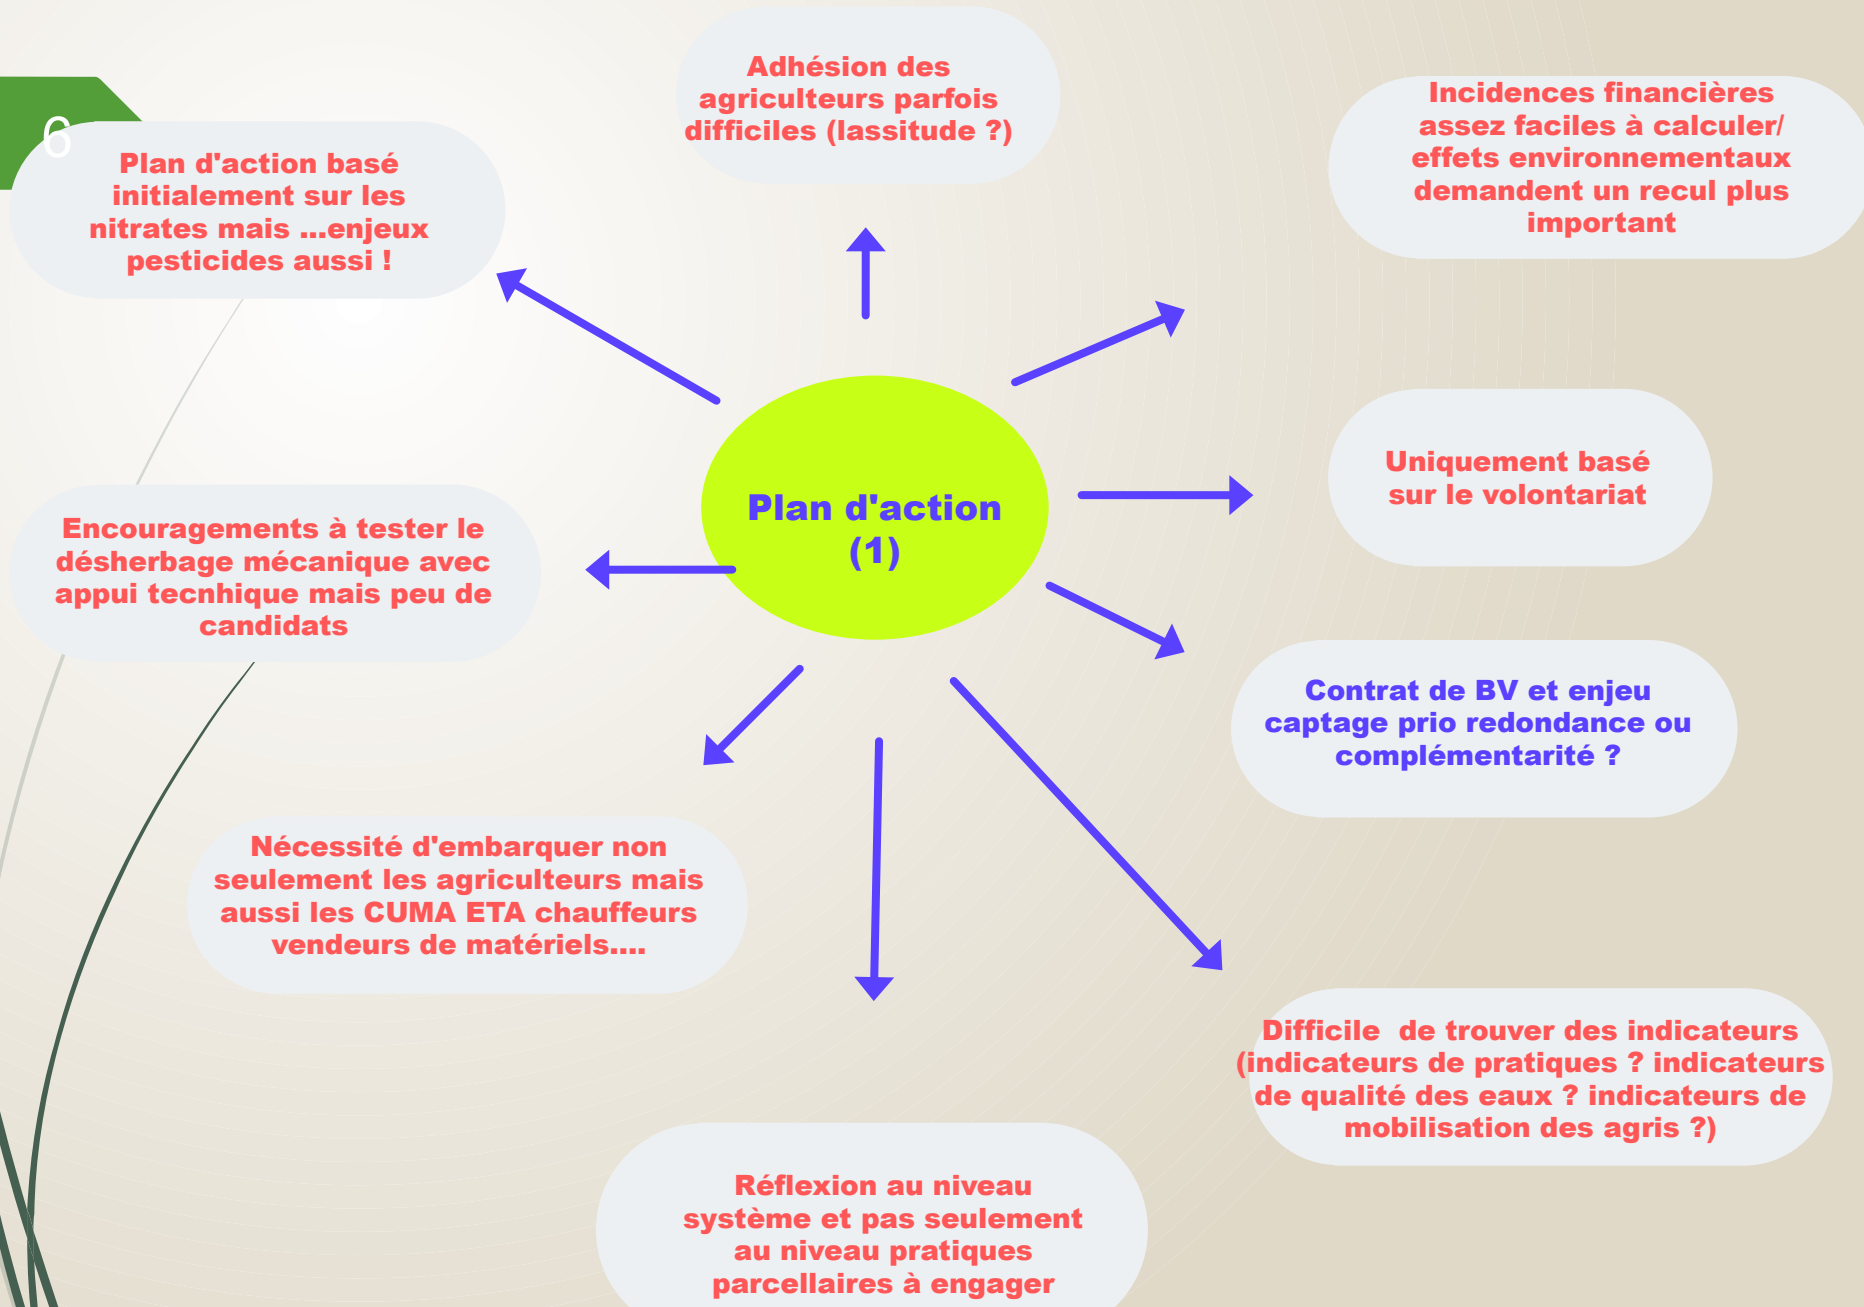 6
Adhésion des
agriculteurs parfois
difficiles (lassitude ?)
Incidences financières
assez faciles à calculer/
effets environnementaux
demandent un recul plus
important
Plan d'action basé
initialement sur les
nitrates mais ...enjeux
pesticides aussi !
Uniquement basé
sur le volontariat
Plan d'action
(1)
Encouragements à tester le
désherbage mécanique avec
appui tecnhique mais peu de
candidats
Contrat de BV et enjeu
captage prio redondance ou
complémentarité ?
Nécessité d'embarquer non
seulement les agriculteurs mais
aussi les CUMA ETA chauffeurs
vendeurs de matériels....
Difficile  de trouver des indicateurs
(indicateurs de pratiques ? indicateurs
de qualité des eaux ? indicateurs de
mobilisation des agris ?)
Réflexion au niveau
système et pas seulement
au niveau pratiques
parcellaires à engager